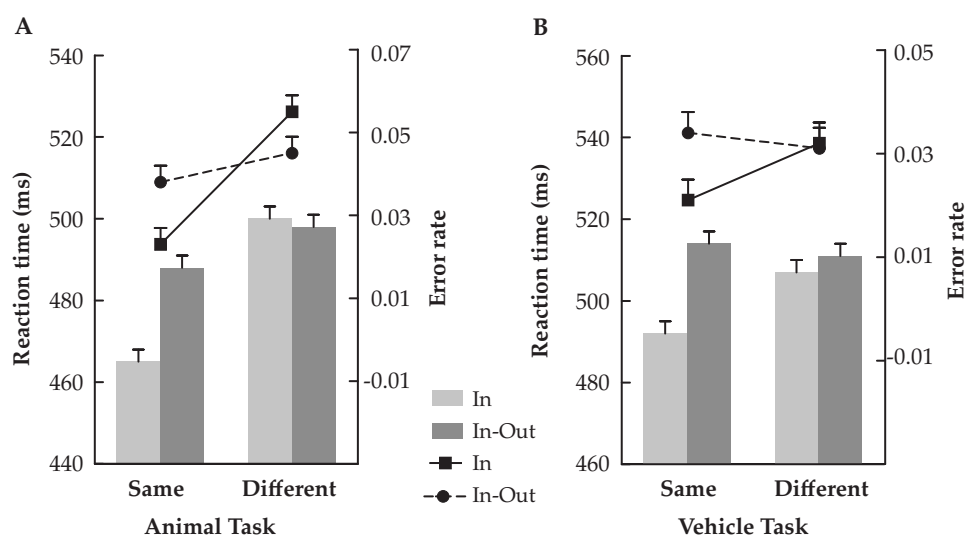 A
540
520
500
480
460
440
Reaction time (ms)
0.07
0.05
0.03
0.01
-0.01
Error rate
Same Different
Animal Task
In
In-Out
In
In-Out
B
560
540
520
500
480
460
Reaction time (ms)
0.05
0.03
0.01
-0.01
Error rate
Same Different
Vehicle Task